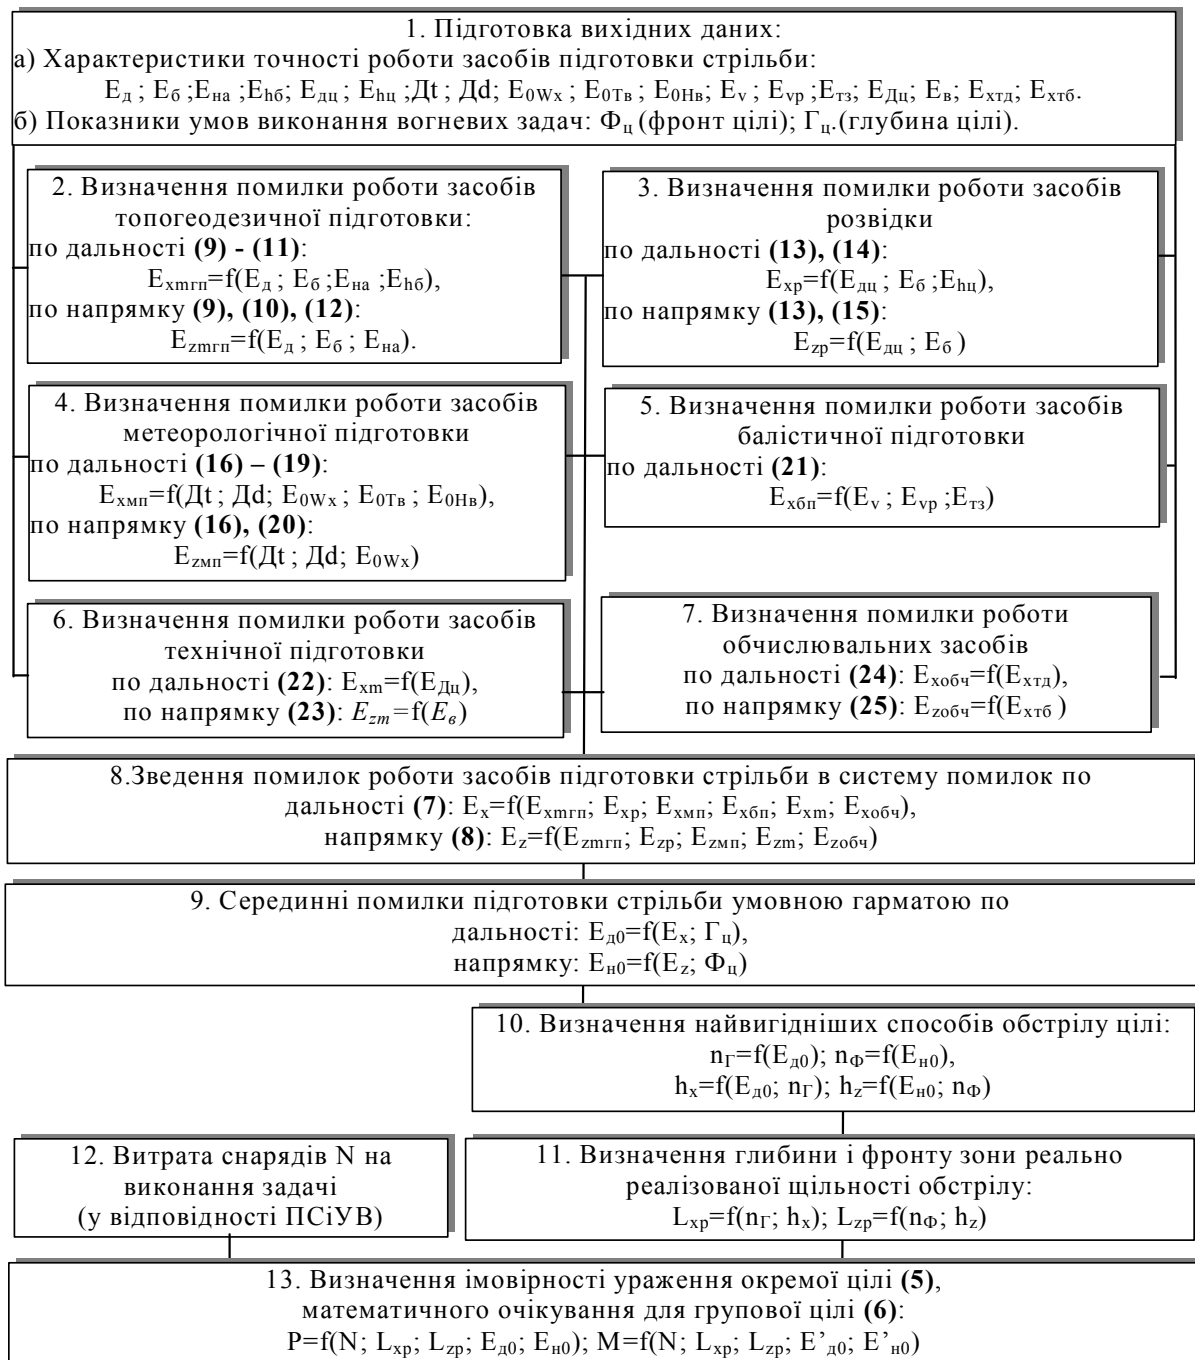 1. Підготовка вихідних даних:
а) Характеристики точності роботи засобів підготовки стрільби:
Eд ; Eб ;Eна ;Ehб; Eдц ; Ehц ;Дt ; Дd; E0Wx ; E0Тв ; E0Нв; Ev ; Evp ;Eтз; EДц; Eв; Eхтд; Eхтб.
б) Показники умов виконання вогневих задач: Фц (фронт цілі); Гц.(глубина цілі).
2. Визначення помилки роботи засобів
топогеодезичної підготовки:
по дальності (9) - (11):
Exmгп=f(Eд ; Eб ;Eна ;Ehб),
по напрямку (9), (10), (12):
Ezmгп=f(Eд ; Eб ; Eна).
3. Визначення помилки роботи засобів
розвідки
по дальності (13), (14):
Exp=f(Eдц ; Eб ;Ehц),
по напрямку (13), (15):
Ezp=f(Eдц ; Eб )
4. Визначення помилки роботи засобів
метеорологічної підготовки
по дальності (16) – (19):
Exмп=f(Дt ; Дd; E0Wx ; E0Тв ; E0Нв),
по напрямку (16), (20):
Ezмп=f(Дt ; Дd; E0Wx)
5. Визначення помилки роботи засобів
балістичної підготовки
по дальності (21):
Exбп=f(Ev ; Evp ;Eтз)
6. Визначення помилки роботи засобів
технічної підготовки
по дальності (22): Exm=f(EДц),
по напрямку (23): Ezm=f(Eв)
7. Визначення помилки роботи
обчислювальних засобів
по дальності (24): Exобч=f(Eхтд),
по напрямку (25): Ezобч=f(Eхтб )
8.Зведення помилок роботи засобів підготовки стрільби в систему помилок по
дальності (7): Ex=f(Exmгп; Exp; Exмп; Exбп; Exm; Exобч),
напрямку (8): Ez=f(Ezmгп; Ezp; Ezмп; Ezm; Ezобч)
9. Серединні помилки підготовки стрільби умовною гарматою по
дальності: Eд0=f(Ex; Гц),
напрямку: Eн0=f(Ez; Фц)
10. Визначення найвигідніших способів обстрілу цілі:
nГ=f(Eд0); nФ=f(Eн0),
hx=f(Eд0; nГ); hz=f(Eн0; nФ)
12. Витрата снарядів N на
виконання задачі
(у відповідності ПСіУВ)
11. Визначення глибини і фронту зони реально
реалізованої щільності обстрілу:
Lxp=f(nГ; hx); Lzp=f(nФ; hz)
13. Визначення імовірності ураження окремої цілі (5),
математичного очікування для групової цілі (6):
P=f(N; Lxp; Lzp; Eд0; Eн0); M=f(N; Lxp; Lzp; E’д0; E’н0)